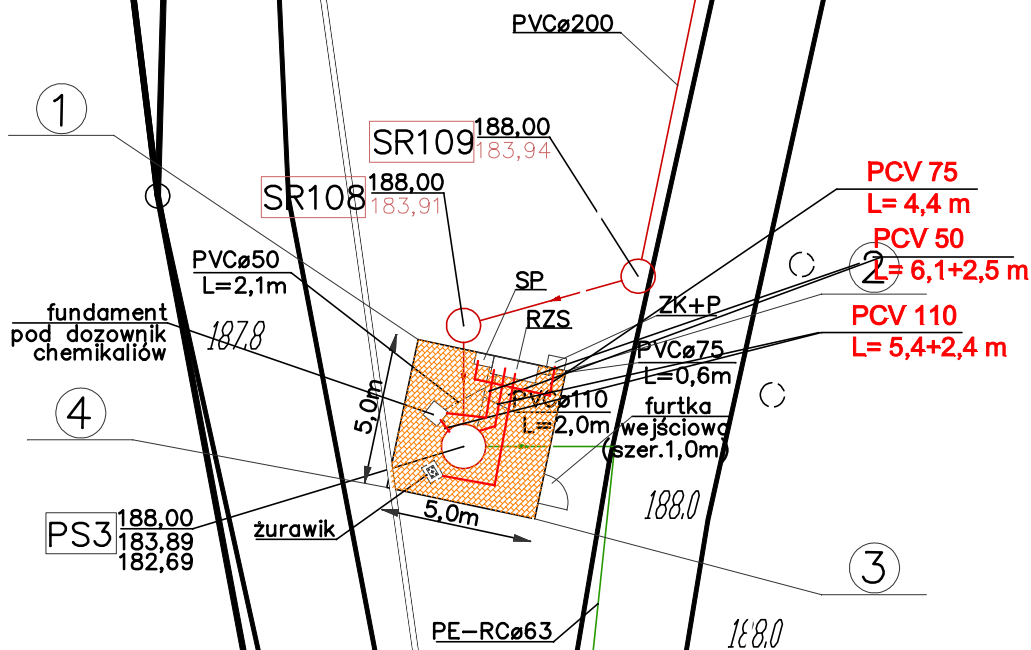 PVCø200
1
SR109
188,00
183,94
SR108
188,00
183,91
PCV 75
L= 4,4 m
PCV 50
L= 6,1+2,5 m
2
PVCø50
L=2,1m
SP
RZS
ZK+P
fundament
pod dozownik
chemikaliów
187.8
PCV 110
L= 5,4+2,4 m
PVCø75
L=0,6m
PVCø110
L=2,0m
furtka
wejściowa
(szer.1,0m)
5,0m
4
188.0
PS3
188,00
183,89
182,69
żurawik
5,0m
3
PE-RCø63
188.0